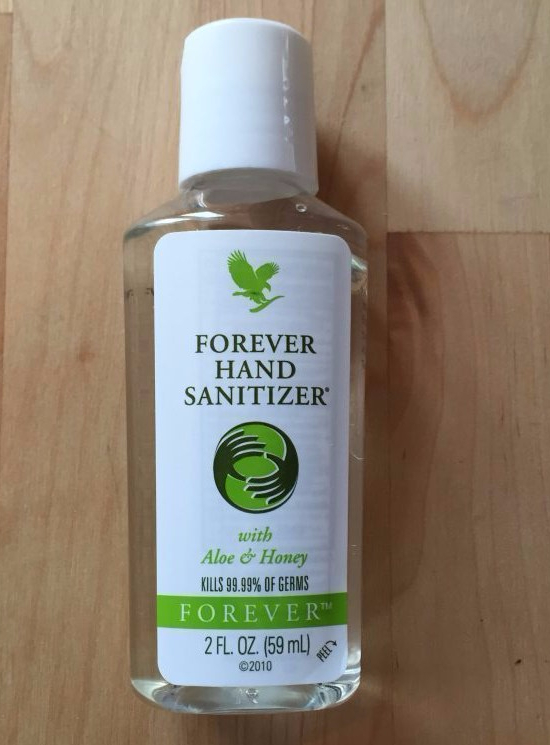 FOREVER
HAND
SANITIZER®
with
Aloe & Honey
KILLS 99.99% OF GERMS
FOREVER™
2 FL. OZ. (59 mL)
PEEL
©2010